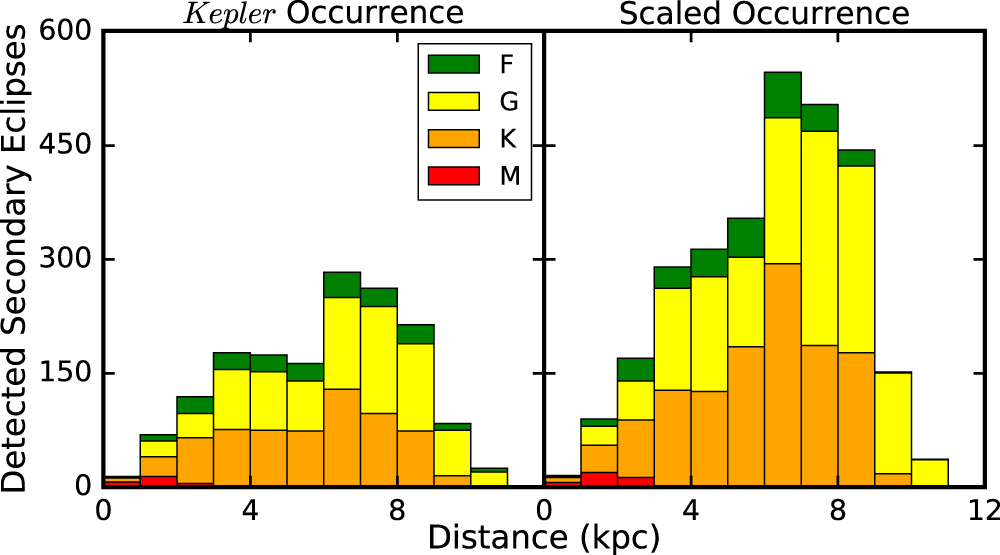 Kepler Occurrence
Scaled Occurrence
Detected Secondary Eclipses
600
450
300
150
0
F
G
K
M
0 4 8 0 4 8 12
Distance (kpc)